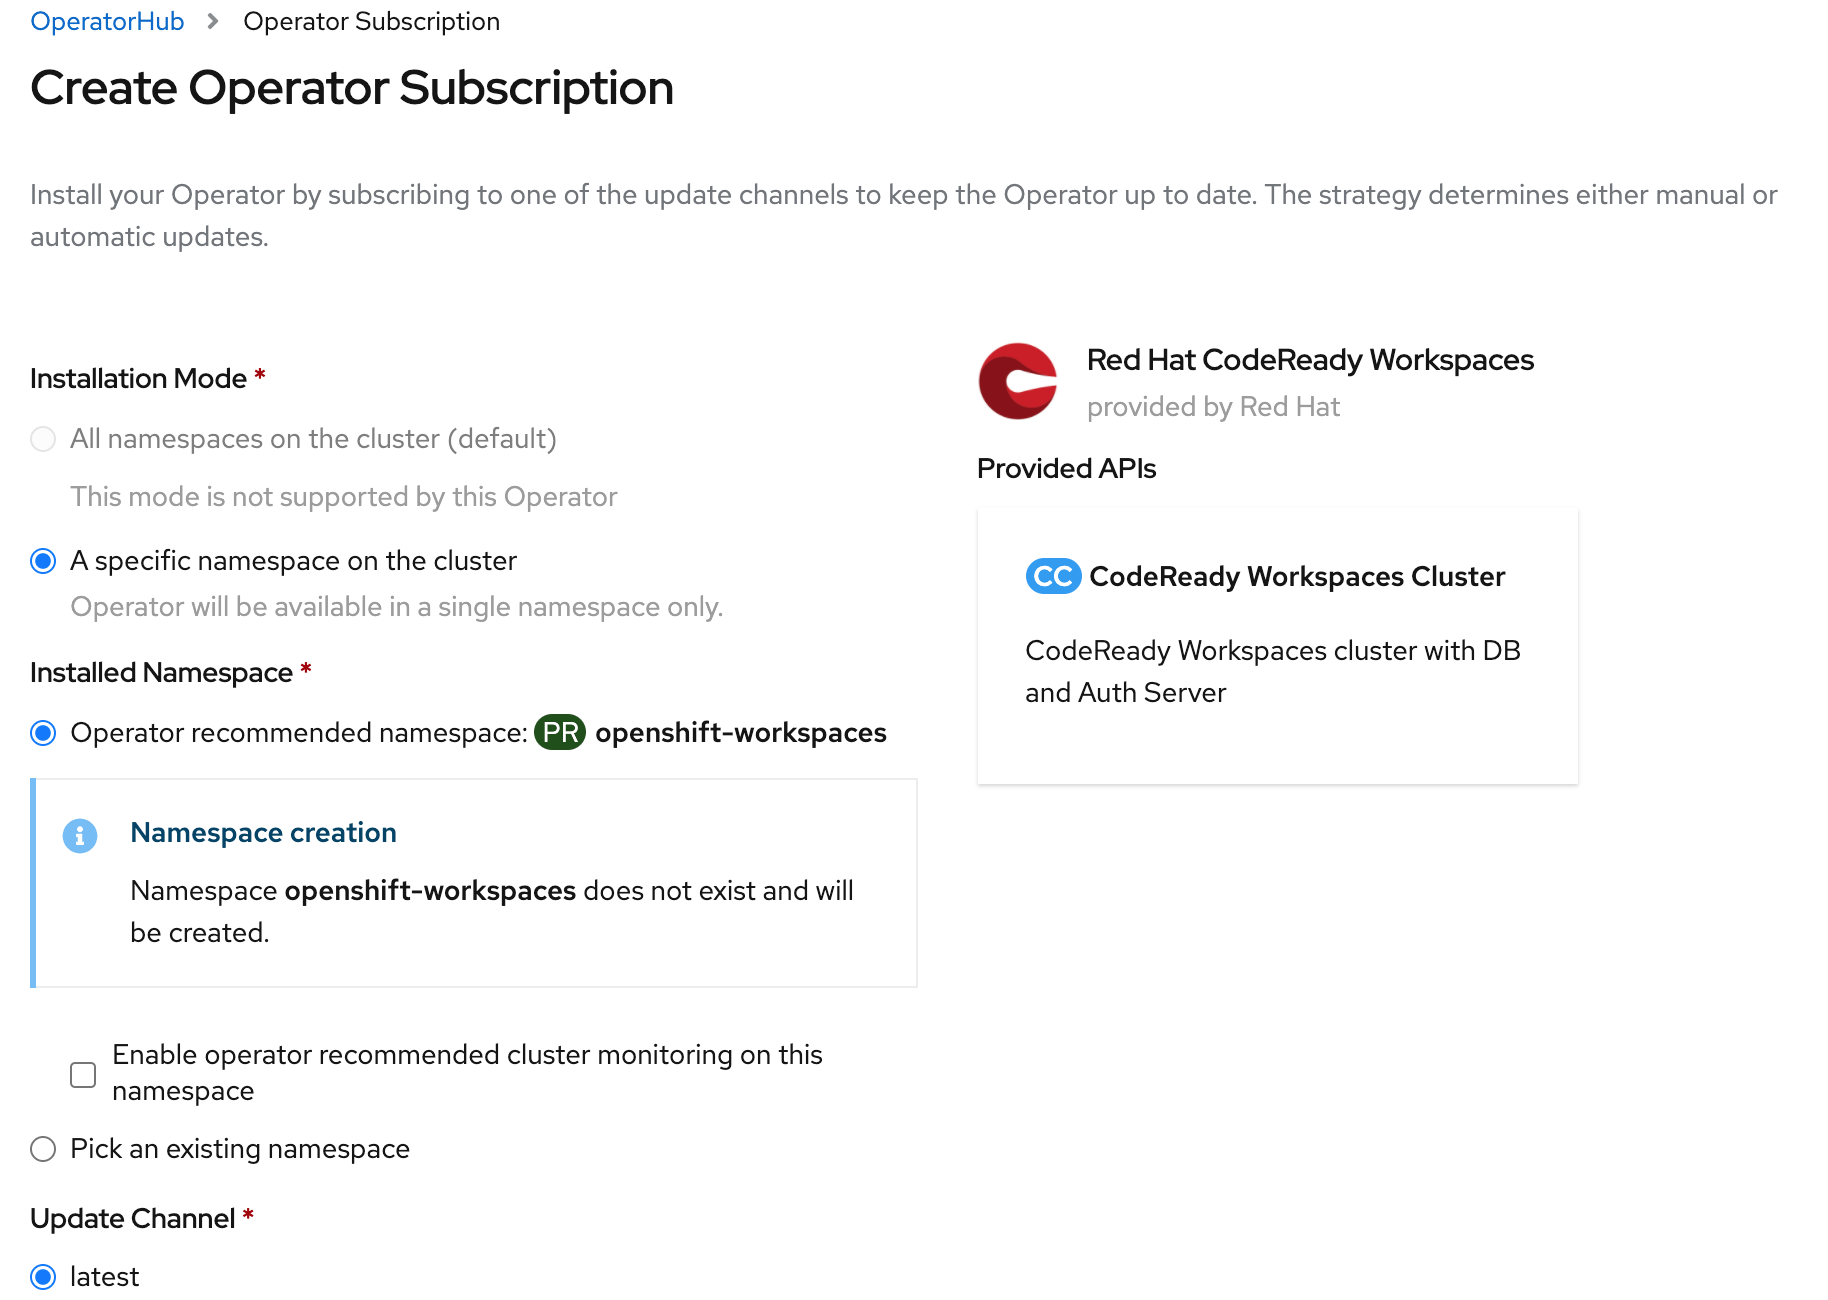 OperatorHub > Operator Subscription
Create Operator Subscription
Install your Operator by subscribing to one of the update channels to keep the Operator up to date. The strategy determines either manual or
automatic updates.
Installation Mode *
All namespaces on the cluster (default)
This mode is not supported by this Operator
A specific namespace on the cluster
Operator will be available in a single namespace only.
Installed Namespace *
Operator recommended namespace: PR openshift-workspaces
Namespace creation
Namespace openshift-workspaces does not exist and will
be created.
Enable operator recommended cluster monitoring on this
namespace
Pick an existing namespace
Update Channel *
latest
Red Hat CodeReady Workspaces
provided by Red Hat
Provided APIs
CC CodeReady Workspaces Cluster
CodeReady Workspaces cluster with DB
and Auth Server